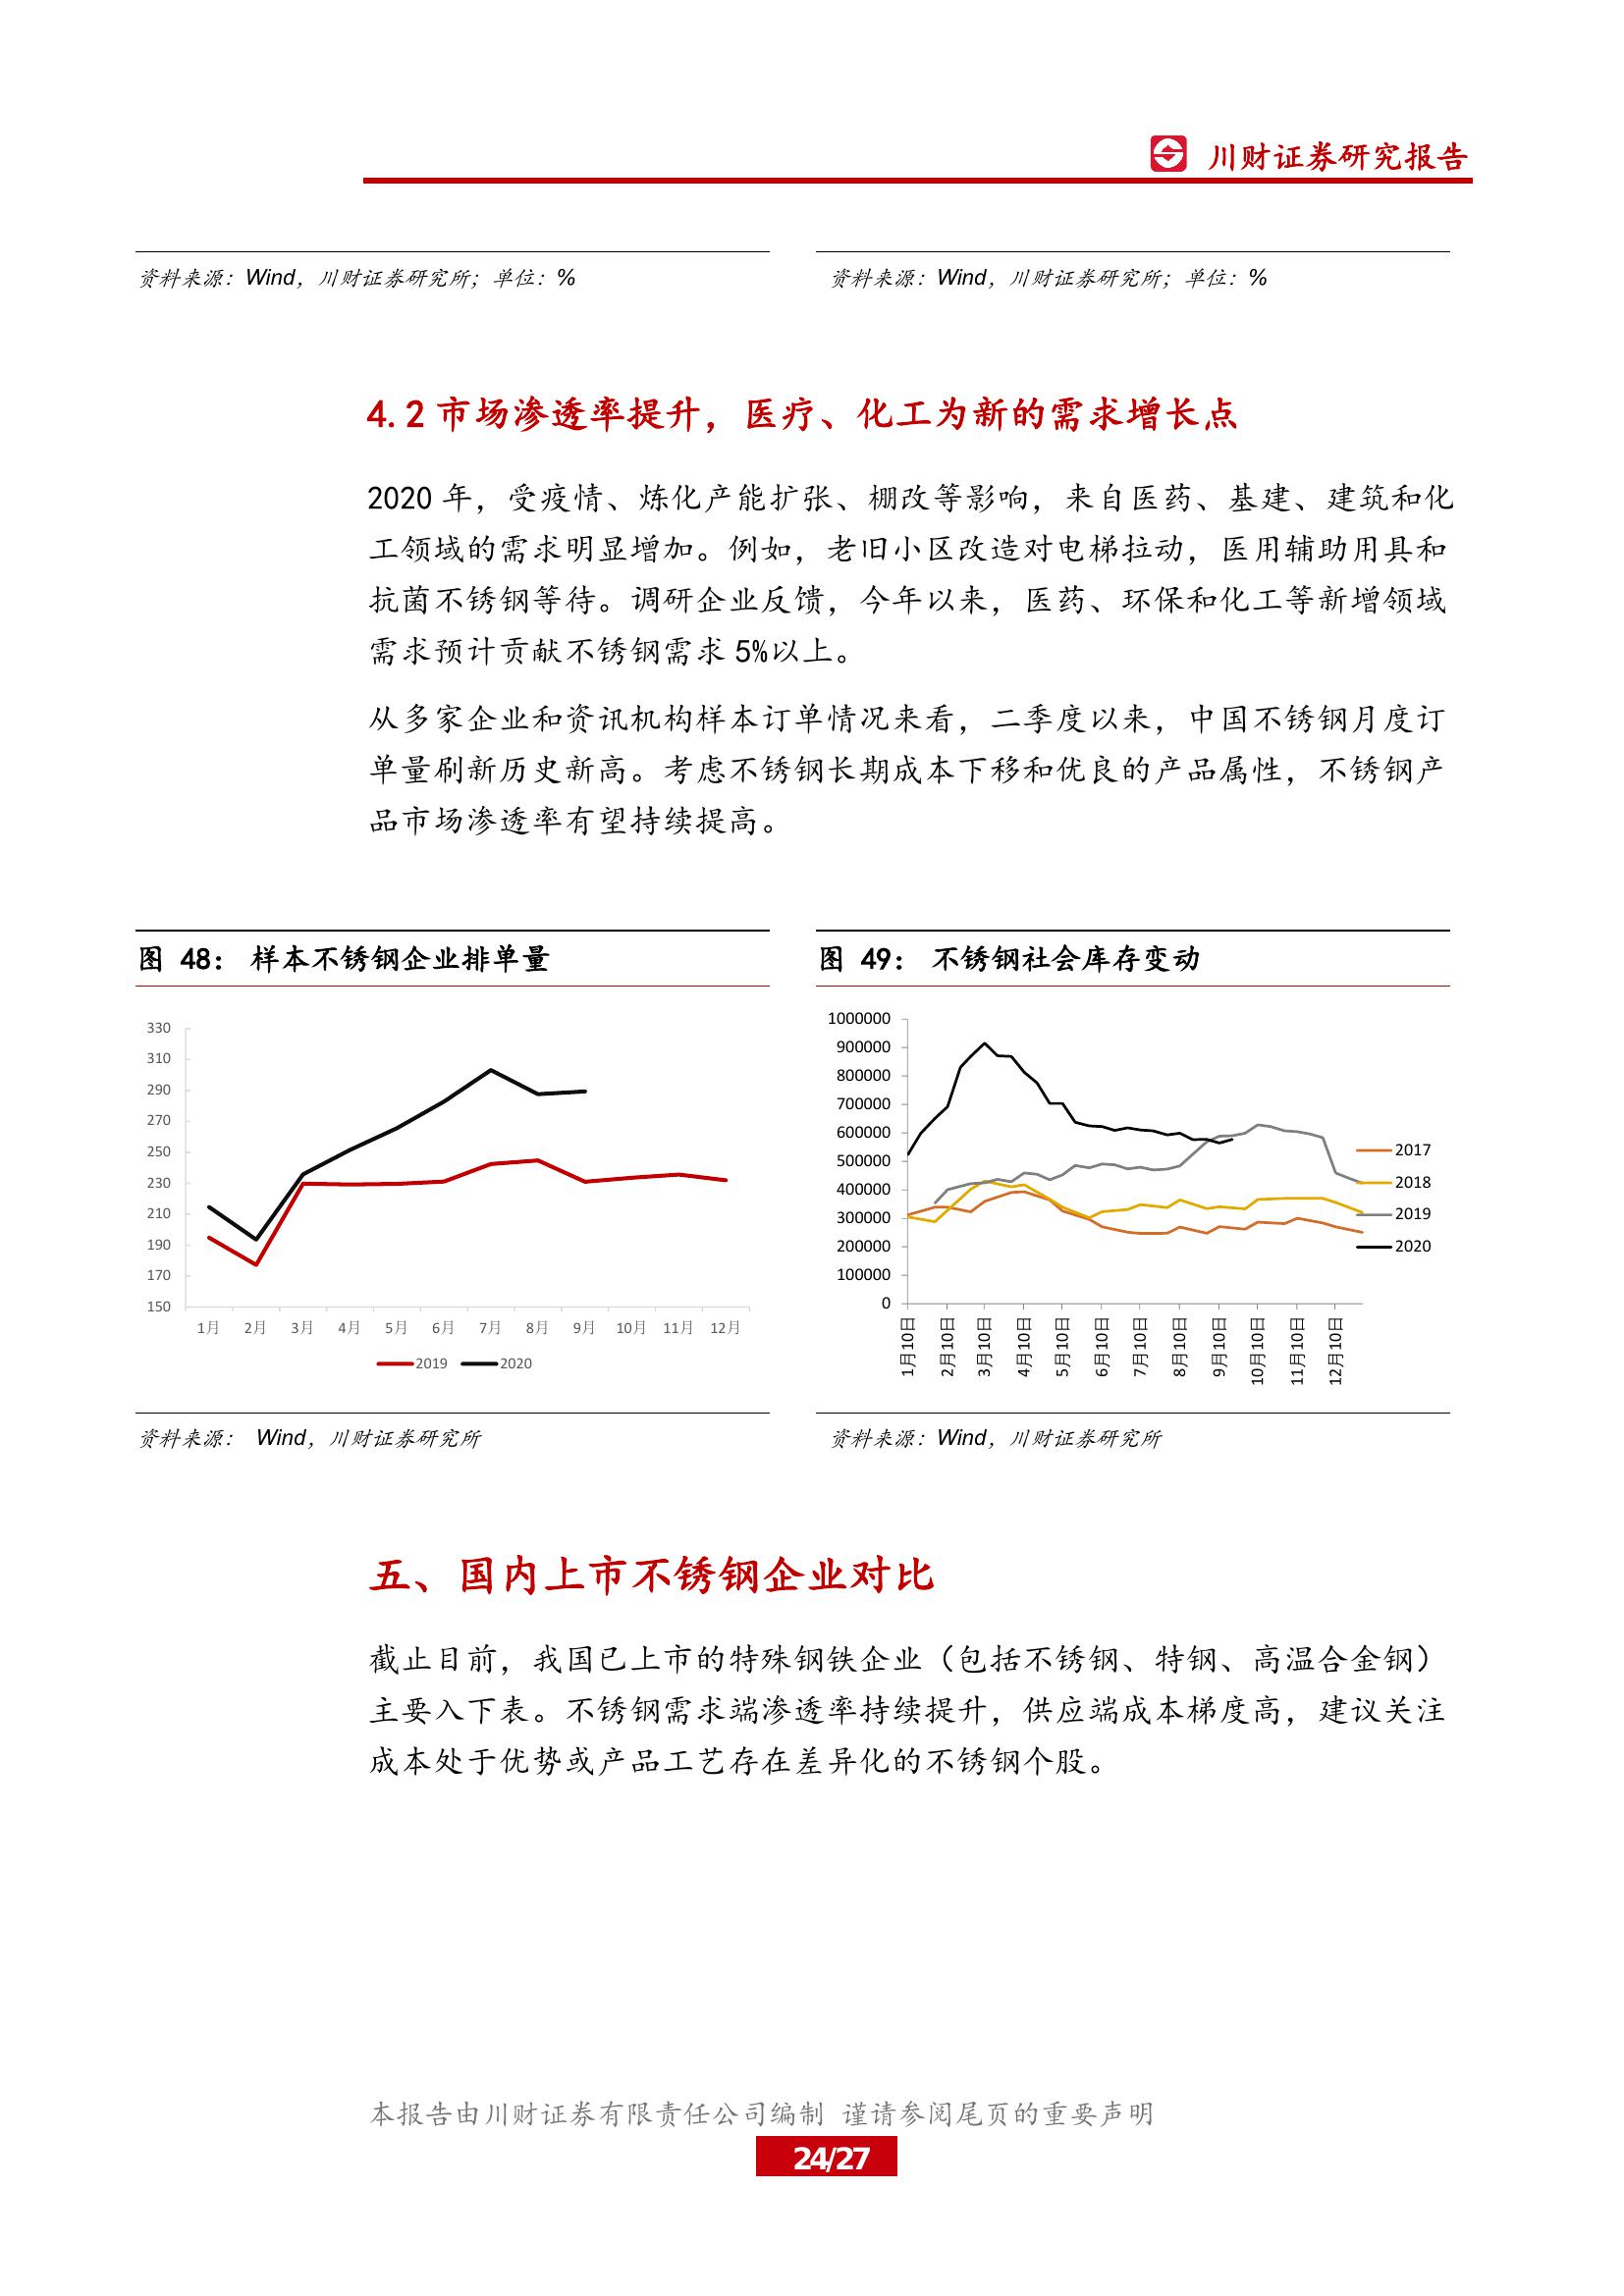 川财证券研究报告
资料来源：Wind，川财证券研究所；单位：%
资料来源：Wind，川财证券研究所；单位：%
4.2 市场渗透率提升，医疗、化工为新的需求增长点
2020 年，受疫情、炼化产能扩张、棚改等影响，来自医药、基建、建筑和化
工领域的需求明显增加。例如，老旧小区改造对电梯拉动，医用辅助用具和
抗菌不锈钢等待。调研企业反馈，今年以来，医药、环保和化工等新增领域
需求预计贡献不锈钢需求 5%以上。
从多家企业和资讯机构样本订单情况来看，二季度以来，中国不锈钢月度订
单量刷新历史新高。考虑不锈钢长期成本下移和优良的产品属性，不锈钢产
品市场渗透率有望持续提高。
图 48： 样本不锈钢企业排单量
330
310
290
270
250
230
210
190
170
150
1月 2月 3月 4月 5月 6月 7月 8月 9月 10月 11月 12月
2019 2020
资料来源： Wind，川财证券研究所
图 49： 不锈钢社会库存变动
1000000
900000
800000
700000
600000
500000
400000
300000
200000
100000
0
1月10日 2月10日 3月10日 4月10日 5月10日 6月10日 7月10日 8月10日 9月10日 10月10日 11月10日 12月10日
2017
2018
2019
2020
资料来源：Wind，川财证券研究所
五、国内上市不锈钢企业对比
截止目前，我国已上市的特殊钢铁企业（包括不锈钢、特钢、高温合金钢）
主要入下表。不锈钢需求端渗透率持续提升，供应端成本梯度高，建议关注
成本处于优势或产品工艺存在差异化的不锈钢个股。
本报告由川财证券有限责任公司编制 谨请参阅尾页的重要声明
24/27